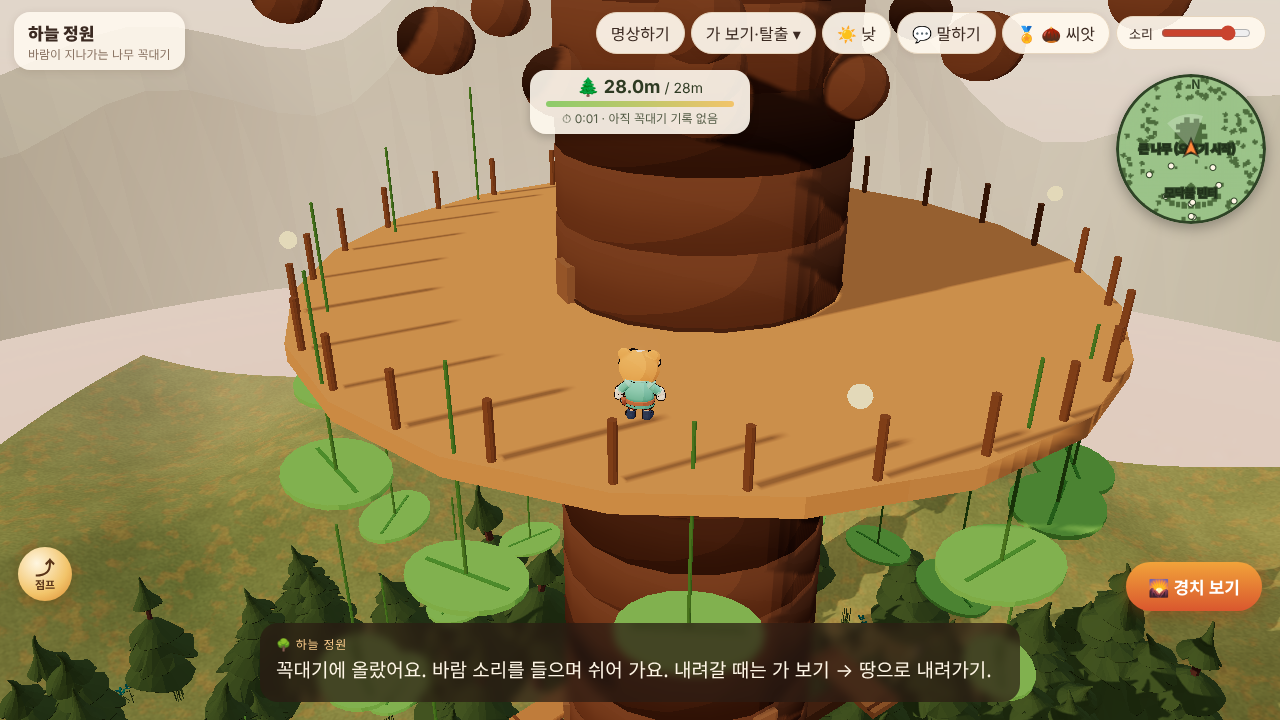 하늘 정원
바람이 지나가는 나무 꼭대기
명상하기
가 보기·탈출 ▾
☀️ 낮
💬 말하기
🏅 🌰 씨앗
소리
🌲 28.0m / 28m
⏱ 0:01 · 아직 꼭대기 기록 없음
N
점프
🌄 경치 보기
🌳 하늘 정원
꼭대기에 올랐어요. 바람 소리를 들으며 쉬어 가요. 내려갈 때는 가 보기 → 땅으로 내려가기.